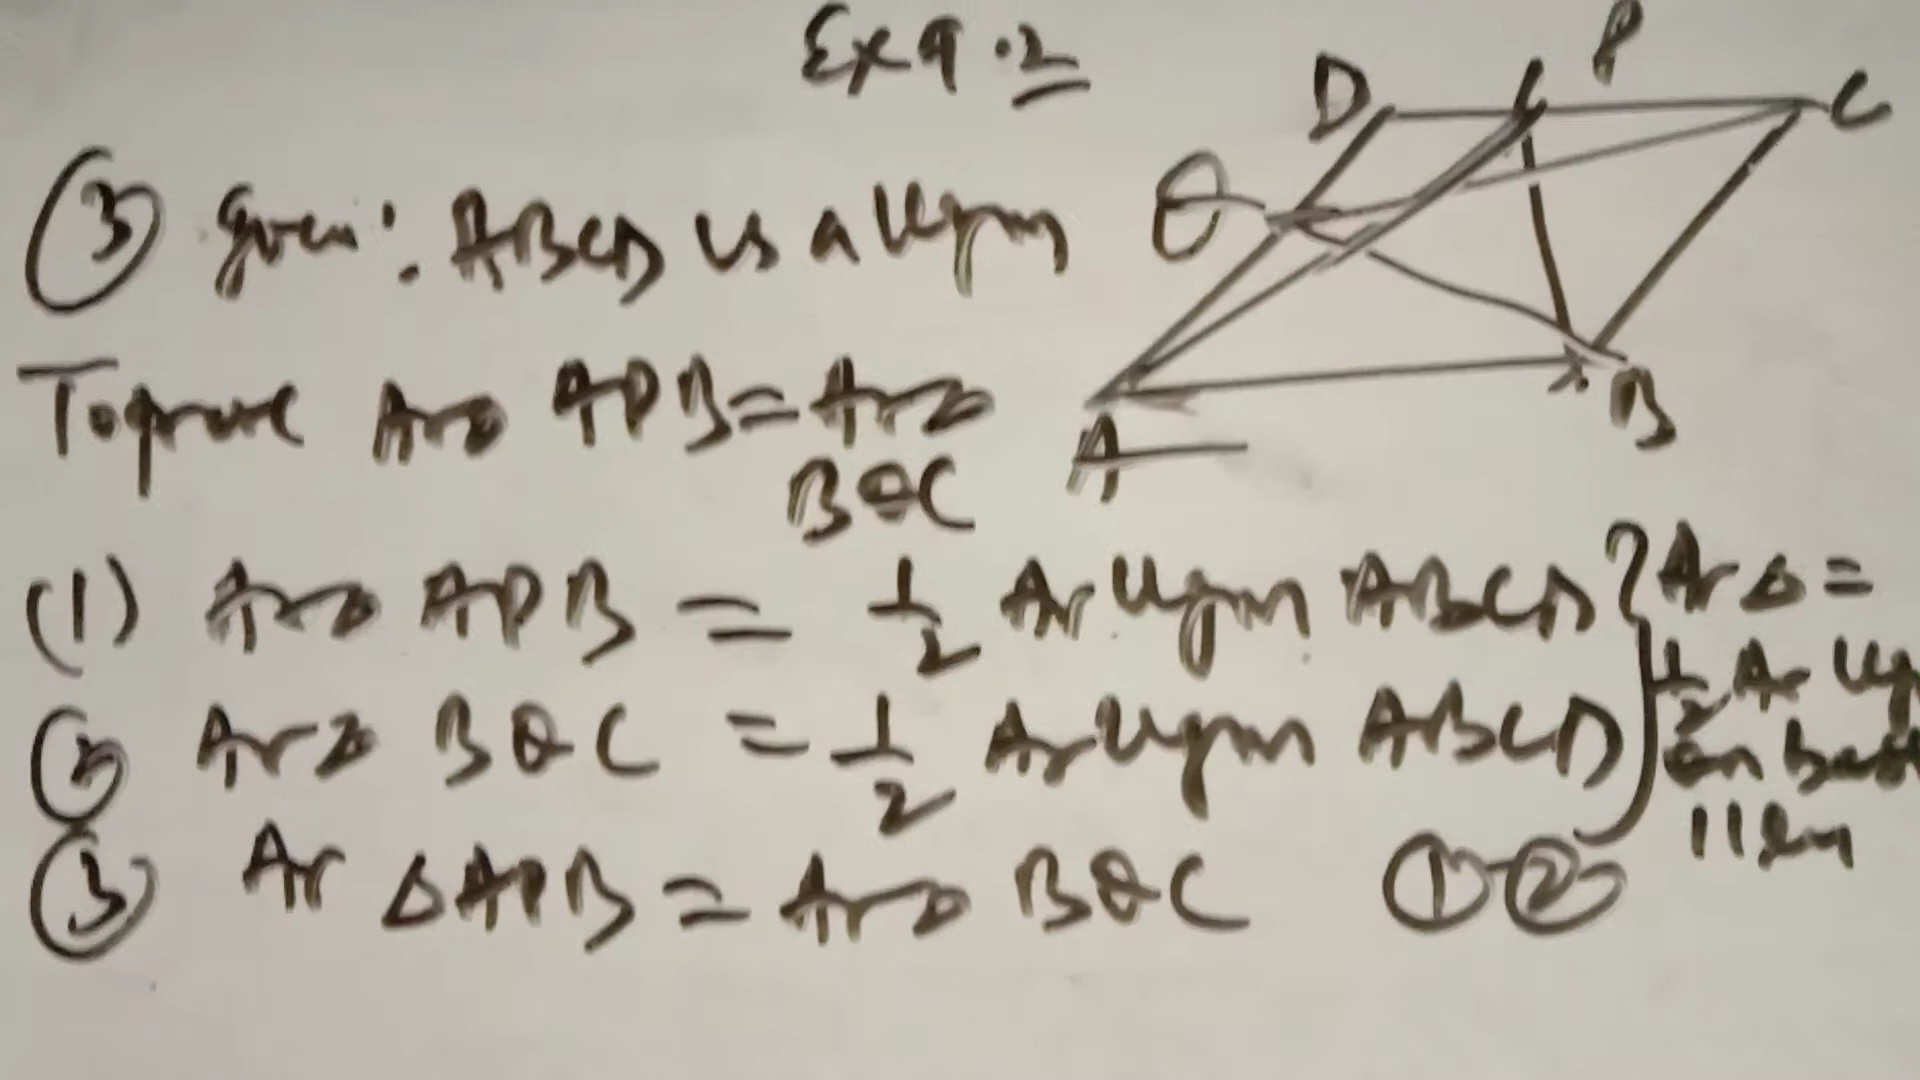 Ex 9.2
D P C
Q
A B
③ Given: ABCD is a llgm
To prove Ar△ APB = Ar△
BQC
(1) Ar△ APB = 1/2 Ar llgm ABCD } Ar △ =
② Ar△ BQC = 1/2 Ar llgm ABCD 1/2 Ar llg
on base
③ Ar △APB = Ar△ BQC ① ②